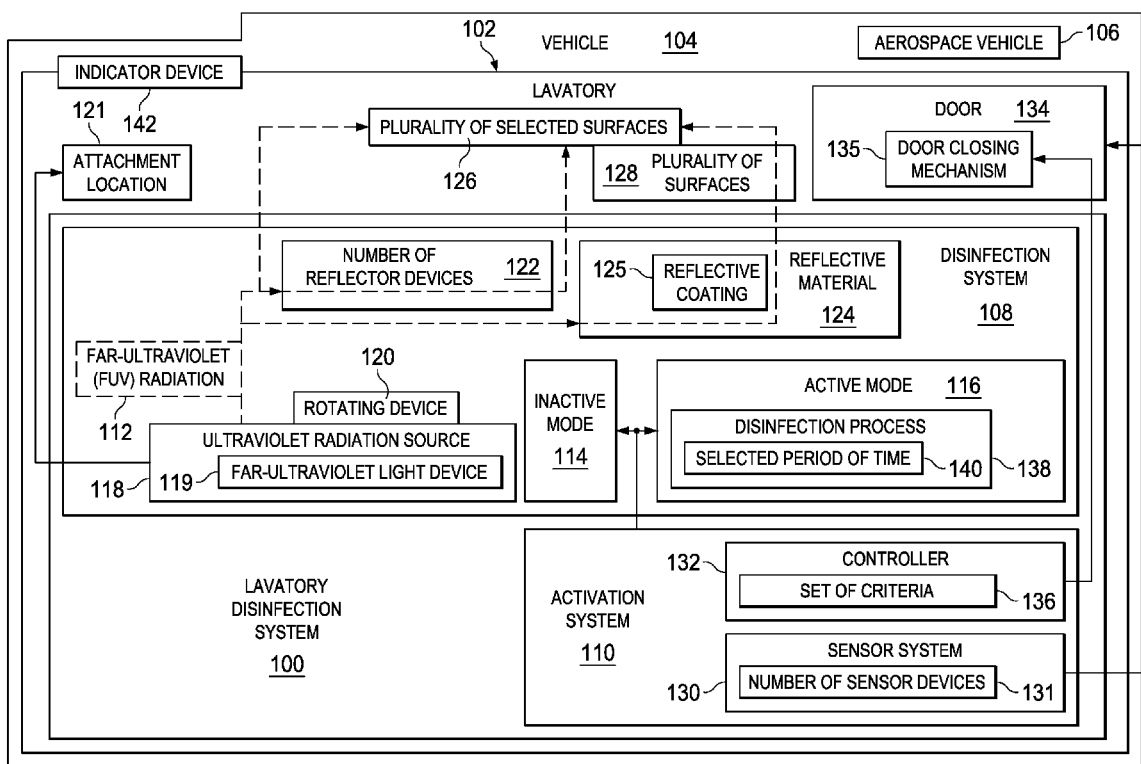 VEHICLE 104
AEROSPACE VEHICLE
106
102
INDICATOR DEVICE
142
LAVATORY
121
ATTACHMENT
LOCATION
PLURALITY OF SELECTED SURFACES
126
128 PLURALITY OF
SURFACES
DOOR 134
135
DOOR CLOSING
MECHANISM
NUMBER OF
REFLECTOR DEVICES 122
125
REFLECTIVE
COATING
REFLECTIVE
MATERIAL
124
DISINFECTION
SYSTEM
108
FAR-ULTRAVIOLET
(FUV) RADIATION
112
120
ROTATING DEVICE
ULTRAVIOLET RADIATION SOURCE
118
119
FAR-ULTRAVIOLET LIGHT DEVICE
INACTIVE
MODE
114
ACTIVE MODE 116
DISINFECTION PROCESS
SELECTED PERIOD OF TIME
140
138
LAVATORY
DISINFECTION
SYSTEM
100
ACTIVATION
SYSTEM
110
132
CONTROLLER
SET OF CRITERIA
136
SENSOR SYSTEM
130
NUMBER OF SENSOR DEVICES
131